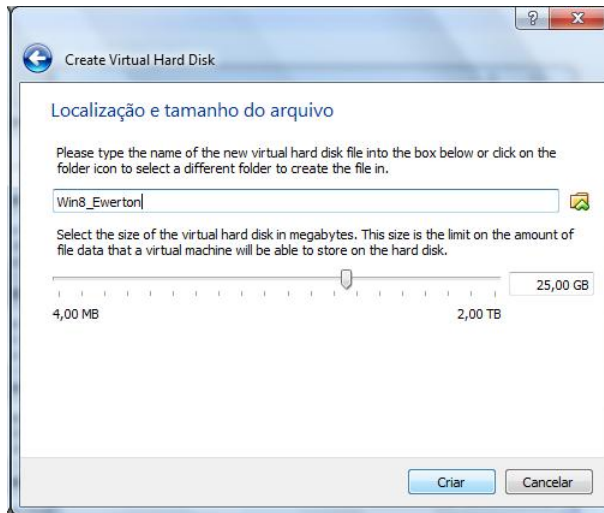 Create Virtual Hard Disk
Localização e tamanho do arquivo
Please type the name of the new virtual hard disk file into the box below or click on the
folder icon to select a different folder to create the file in.
Win8_Ewerton
Select the size of the virtual hard disk in megabytes. This size is the limit on the amount of
file data that a virtual machine will be able to store on the hard disk.
25,00 GB
4,00 MB 2,00 TB
Criar Cancelar